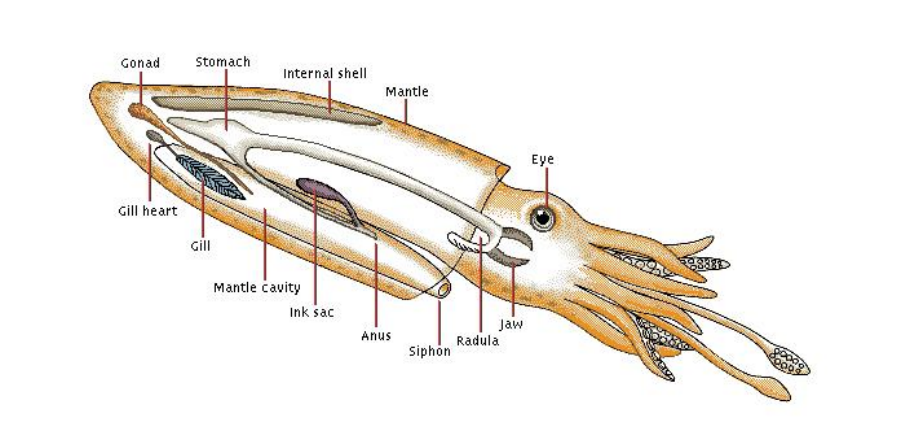 Gonad
Stomach
Internal shell
Mantle
Eye
Gill heart
Gill
Mantle cavity
Ink sac
Anus
Siphon
Radula
Jaw